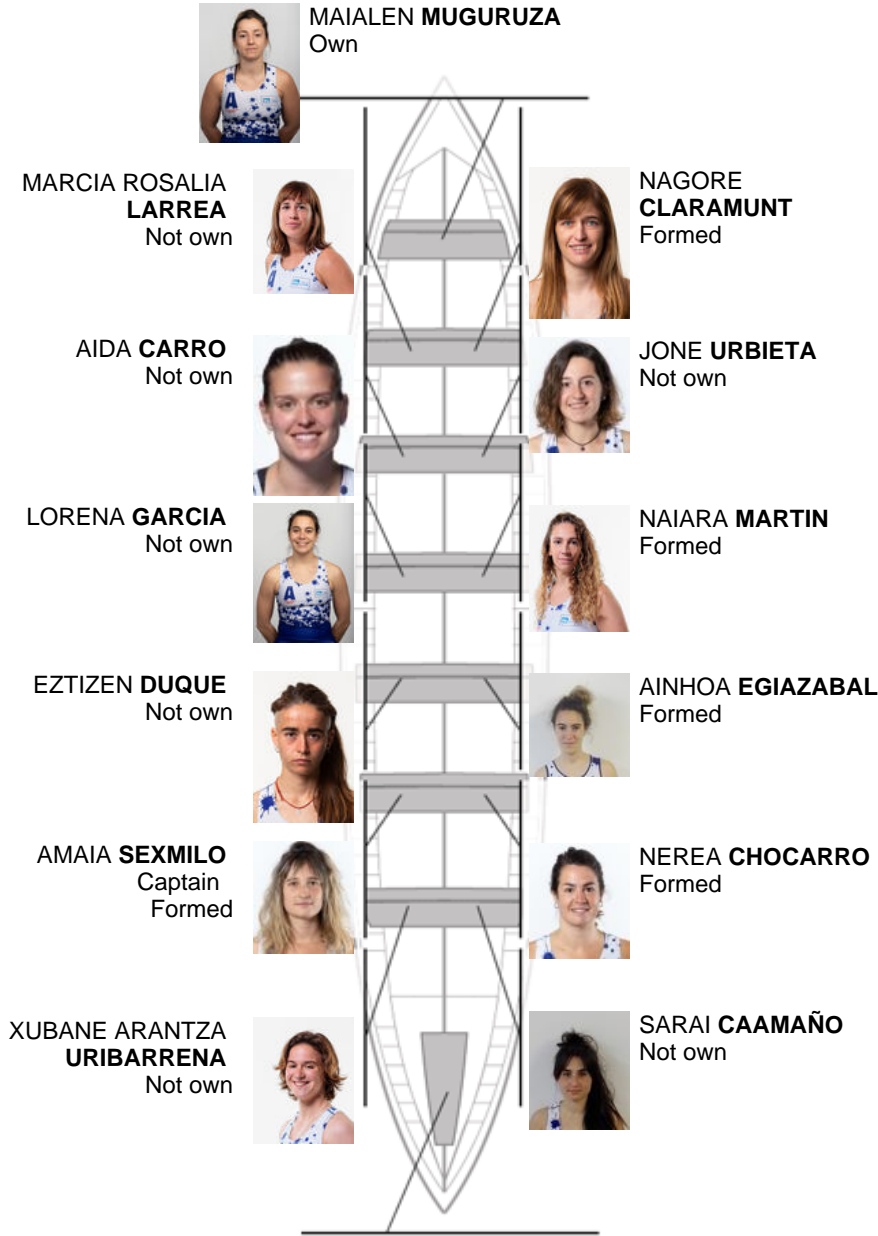 MAIALEN MUGURUZA
Own
MARCIA ROSALIA
LARREA
Not own
NAGORE
CLARAMUNT
Formed
AIDA CARRO
Not own
JONE URBIETA
Not own
LORENA GARCIA
Not own
NAIARA MARTIN
Formed
EZTIZEN DUQUE
Not own
AINHOA EGIAZABAL
Formed
AMAIA SEXMILO
Captain
Formed
NEREA CHOCARRO
Formed
XUBANE ARANTZA
URIBARRENA
Not own
SARAI CAAMAÑO
Not own